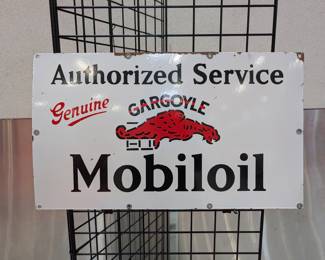 Authorized Service
Genuine
GARGOYLE
Mobiloil